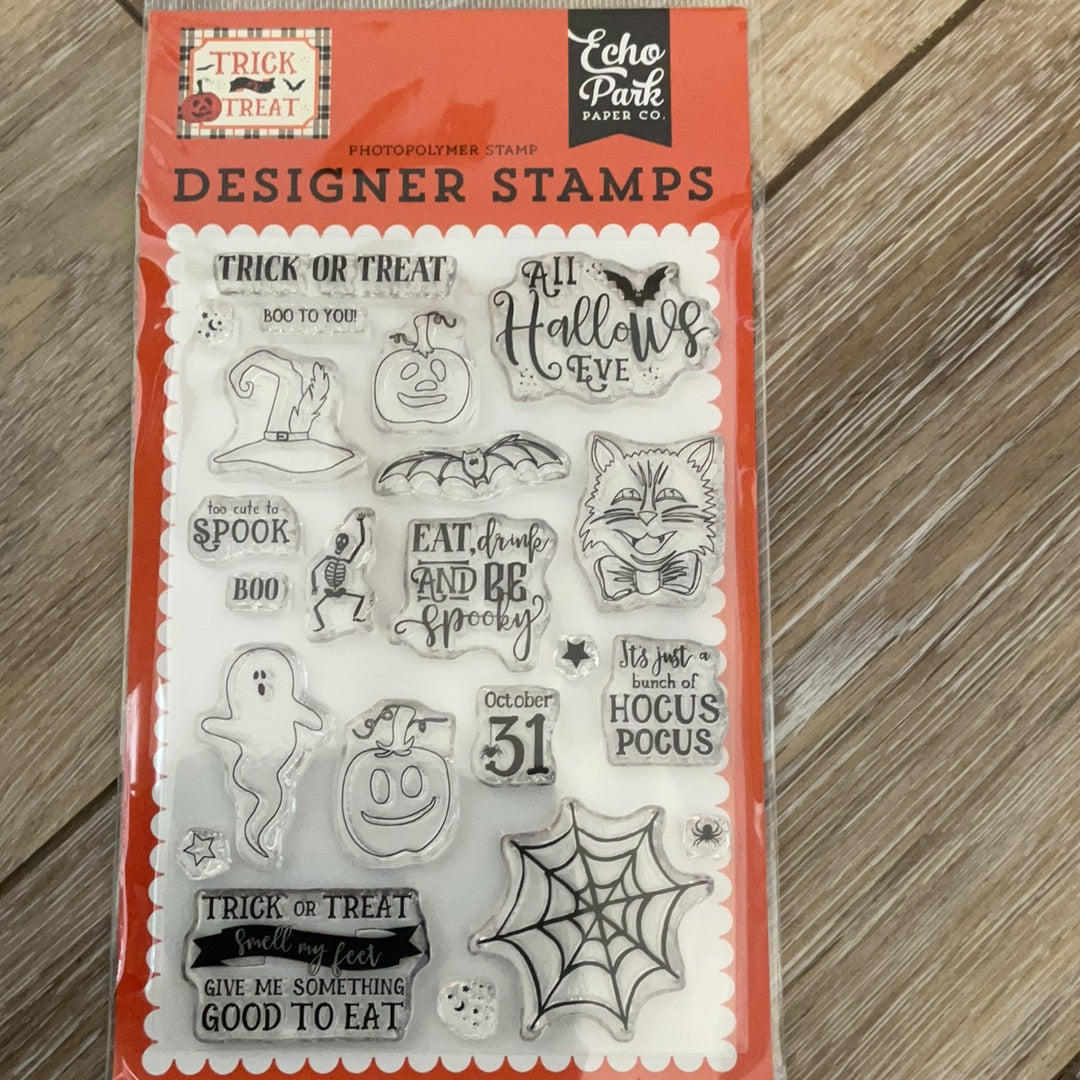 TRICK
OR
TREAT
Echo
Park
PAPER CO.
PHOTOPOLYMER STAMP
DESIGNER STAMPS
TRICK OR TREAT
BOO TO YOU!
All
Hallows
EVE
too cute to
SPOOK
BOO
EAT, drink
AND BE
spooky
It's just a
bunch of
HOCUS
POCUS
October
31
TRICK OR TREAT
smell my feet
GIVE ME SOMETHING
GOOD TO EAT